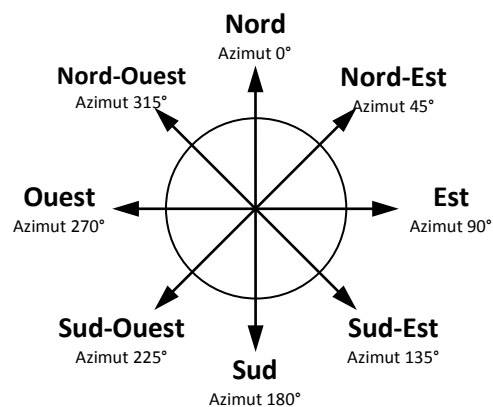 Nord
Azimut 0°
Nord-Ouest
Azimut 315°
Nord-Est
Azimut 45°
Ouest
Azimut 270°
Est
Azimut 90°
Sud-Ouest
Azimut 225°
Sud-Est
Azimut 135°
Sud
Azimut 180°